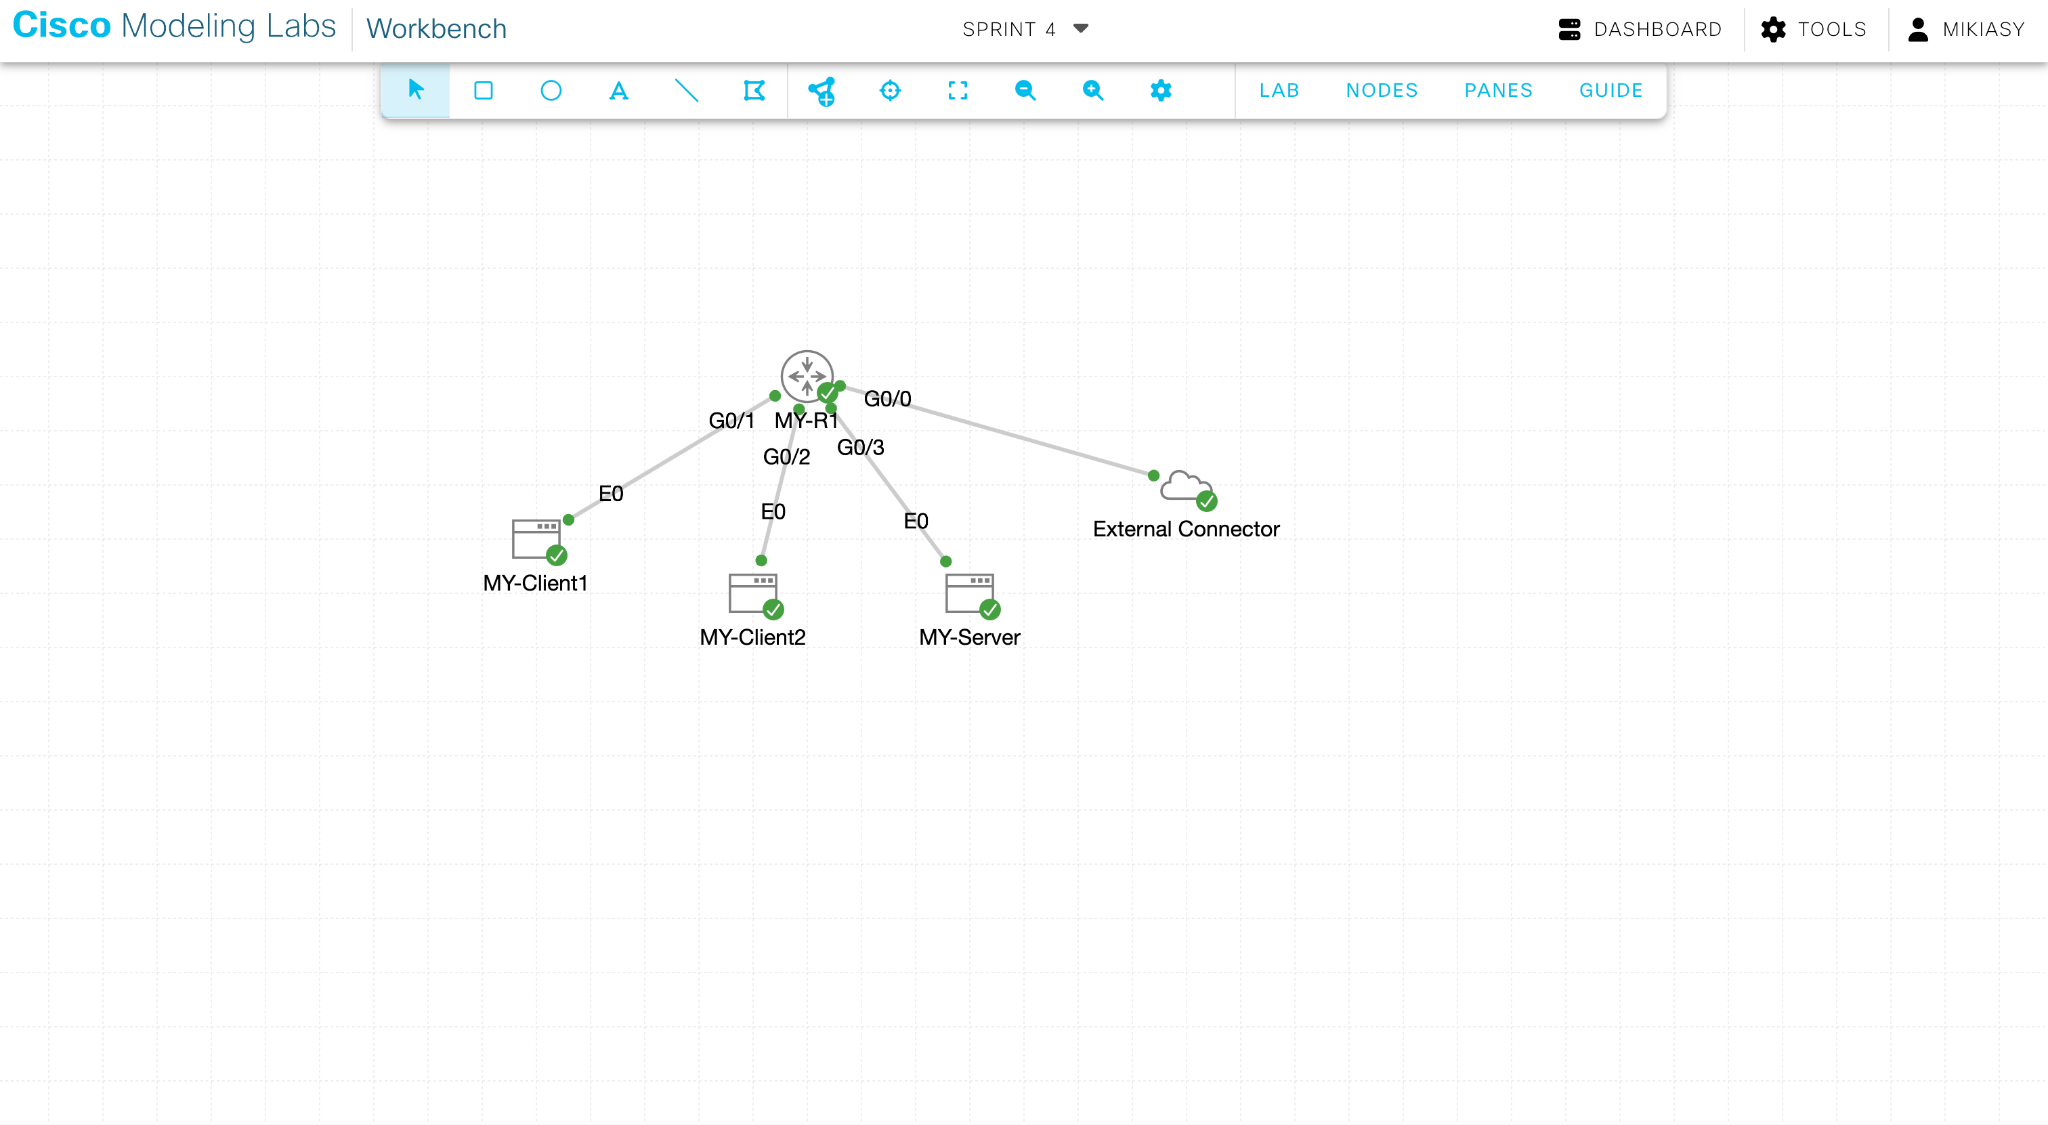 Cisco Modeling Labs Workbench
SPRINT 4
DASHBOARD
TOOLS
MIKIASY
A
LAB
NODES
PANES
GUIDE
G0/0
G0/1
MY-R1
G0/2
G0/3
E0
E0
E0
External Connector
MY-Client1
MY-Client2
MY-Server